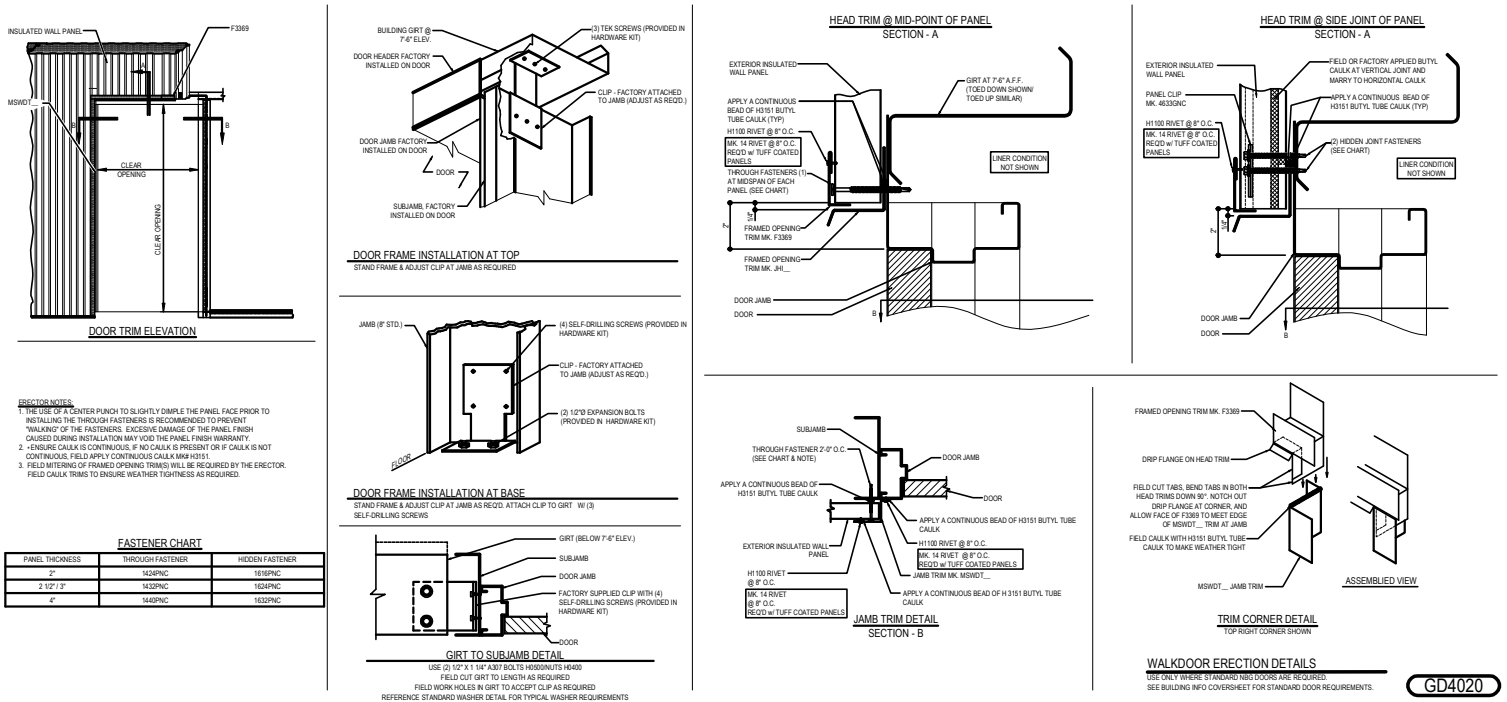 INSULATED WALL PANEL
F3369
A
MSWDT__
B
B
CLEAR
OPENING
CLEAR OPENING
DOOR TRIM ELEVATION
ERECTOR NOTES:
1. THE USE OF A CENTER PUNCH TO SLIGHTLY DIMPLE THE PANEL FACE PRIOR TO
INSTALLING THE THROUGH FASTENERS IS RECOMMENDED TO PREVENT
"WALKING" OF THE FASTENERS. EXCESIVE DAMAGE OF THE PANEL FINISH
CAUSED DURING INSTALLATION MAY VOID THE PANEL FINISH WARRANTY.
2. - ENSURE CAULK IS CONTINUOUS, IF NO CAULK IS PRESENT OR IF CAULK IS NOT
CONTINUOUS, FIELD APPLY CONTINUOUS CAULK MK# H3151.
3. FIELD MITERING OF FRAMED OPENING TRIM(S) WILL BE REQUIRED BY THE ERECTOR.
FIELD CAULK TRIMS TO ENSURE WEATHER TIGHTNESS AS REQUIRED.
FASTENER CHART
PANEL THICKNESS THROUGH FASTENER HIDDEN FASTENER
2" 1424PNC 1616PNC
2 1/2" / 3" 1432PNC 1624PNC
4" 1440PNC 1632PNC
BUILDING GIRT @
7'-6" ELEV.
(3) TEK SCREWS (PROVIDED IN
HARDWARE KIT)
DOOR HEADER FACTORY
INSTALLED ON DOOR
CLIP - FACTORY ATTACHED
TO JAMB (ADJUST AS REQ'D.)
DOOR JAMB FACTORY
INSTALLED ON DOOR
DOOR
SUBJAMB, FACTORY
INSTALLED ON DOOR
DOOR FRAME INSTALLATION AT TOP
STAND FRAME & ADJUST CLIP AT JAMB AS REQUIRED
JAMB (8" STD.)
(4) SELF-DRILLING SCREWS (PROVIDED IN
HARDWARE KIT)
CLIP - FACTORY ATTACHED
TO JAMB (ADJUST AS REQ'D.)
(2) 1/2"Ø EXPANSION BOLTS
(PROVIDED IN HARDWARE KIT)
FLOOR
DOOR FRAME INSTALLATION AT BASE
STAND FRAME & ADJUST CLIP AT JAMB AS REQ'D. ATTACH CLIP TO GIRT W/ (3)
SELF-DRILLING SCREWS
GIRT (BELOW 7'-6" ELEV.)
SUBJAMB
DOOR JAMB
FACTORY SUPPLIED CLIP WITH (4)
SELF-DRILLING SCREWS (PROVIDED IN
HARDWARE KIT)
DOOR
GIRT TO SUBJAMB DETAIL
USE (2) 1/2" X 1 1/4" A307 BOLTS H0500/NUTS H0400
FIELD CUT GIRT TO LENGTH AS REQUIRED
FIELD WORK HOLES IN GIRT TO ACCEPT CLIP AS REQUIRED
REFERENCE STANDARD WASHER DETAIL FOR TYPICAL WASHER REQUIREMENTS
HEAD TRIM @ MID-POINT OF PANEL
SECTION - A
EXTERIOR INSULATED
WALL PANEL
GIRT AT 7'-6" A.F.F.
(TOED DOWN SHOWN/
TOED UP SIMILAR)
APPLY A CONTINUOUS
BEAD OF H3151 BUTYL
TUBE CAULK (TYP)
H1100 RIVET @ 8" O.C.
MK. 14 RIVET @ 8" O.C.
REQ'D w/ TUFF COATED
PANELS
LINER CONDITION
NOT SHOWN
THROUGH FASTENERS (1)
AT MIDSPAN OF EACH
PANEL (SEE CHART)
2"
1/4"
FRAMED OPENING
TRIM MK. F3369
FRAMED OPENING
TRIM MK. JHI__
DOOR JAMB
DOOR
B
HEAD TRIM @ SIDE JOINT OF PANEL
SECTION - A
EXTERIOR INSULATED
WALL PANEL
FIELD OR FACTORY APPLIED BUTYL
CAULK AT VERTICAL JOINT AND
MARRY TO HORIZONTAL CAULK
PANEL CLIP
MK. 4633GNC
APPLY A CONTINUOUS BEAD OF
H3151 BUTYL TUBE CAULK (TYP)
H1100 RIVET @ 8" O.C.
MK. 14 RIVET @ 8" O.C.
REQ'D w/ TUFF COATED
PANELS
(2) HIDDEN JOINT FASTENERS
(SEE CHART)
LINER CONDITION
NOT SHOWN
2"
1/4"
DOOR JAMB
DOOR
B
SUBJAMB
THROUGH FASTENER 2'-0" O.C.
(SEE CHART & NOTE)
DOOR JAMB
APPLY A CONTINUOUS BEAD OF
H3151 BUTYL TUBE CAULK
DOOR
APPLY A CONTINUOUS BEAD OF H3151 BUTYL TUBE
CAULK
EXTERIOR INSULATED WALL
PANEL
H1100 RIVET @ 8" O.C.
MK. 14 RIVET @ 8" O.C.
REQ'D w/ TUFF COATED PANELS
H1100 RIVET
@ 8" O.C.
MK. 14 RIVET
@ 8" O.C.
REQ'D w/ TUFF COATED PANELS
JAMB TRIM MK. MSWDT__
APPLY A CONTINUOUS BEAD OF H 3151 BUTYL TUBE
CAULK
JAMB TRIM DETAIL
SECTION - B
FRAMED OPENING TRIM MK. F3369
DRIP FLANGE ON HEAD TRIM
FIELD CUT TABS, BEND TABS IN BOTH
HEAD TRIMS DOWN 90°. NOTCH OUT
DRIP FLANGE AT CORNER, AND
ALLOW FACE OF F3369 TO MEET EDGE
OF MSWDT__ TRIM AT JAMB
FIELD CAULK WITH H3151 BUTYL TUBE
CAULK TO MAKE WEATHER TIGHT
MSWDT__ JAMB TRIM
ASSEMBLIED VIEW
TRIM CORNER DETAIL
TOP RIGHT CORNER SHOWN
WALKDOOR ERECTION DETAILS
USE ONLY WHERE STANDARD NBG DOORS ARE REQUIRED.
SEE BUILDING INFO COVERSHEET FOR STANDARD DOOR REQUIREMENTS.
GD4020